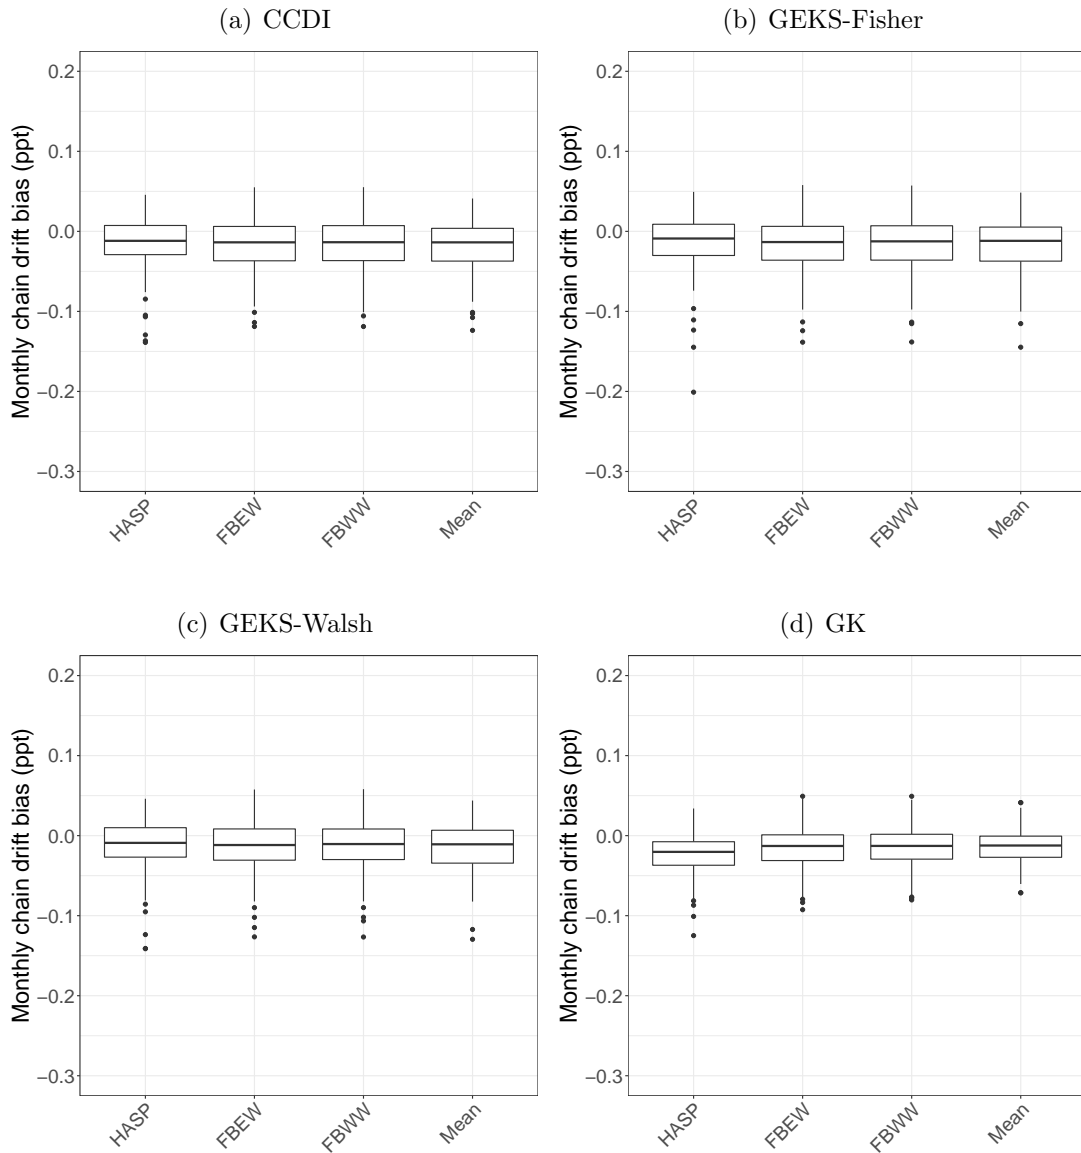 (a) CCDI
Monthly chain drift bias (ppt)
0.2
0.1
0.0
−0.1
−0.2
−0.3
HASP
FBEW
FBWW
Mean
(b) GEKS-Fisher
Monthly chain drift bias (ppt)
0.2
0.1
0.0
−0.1
−0.2
−0.3
HASP
FBEW
FBWW
Mean
(c) GEKS-Walsh
Monthly chain drift bias (ppt)
0.2
0.1
0.0
−0.1
−0.2
−0.3
HASP
FBEW
FBWW
Mean
(d) GK
Monthly chain drift bias (ppt)
0.2
0.1
0.0
−0.1
−0.2
−0.3
HASP
FBEW
FBWW
Mean